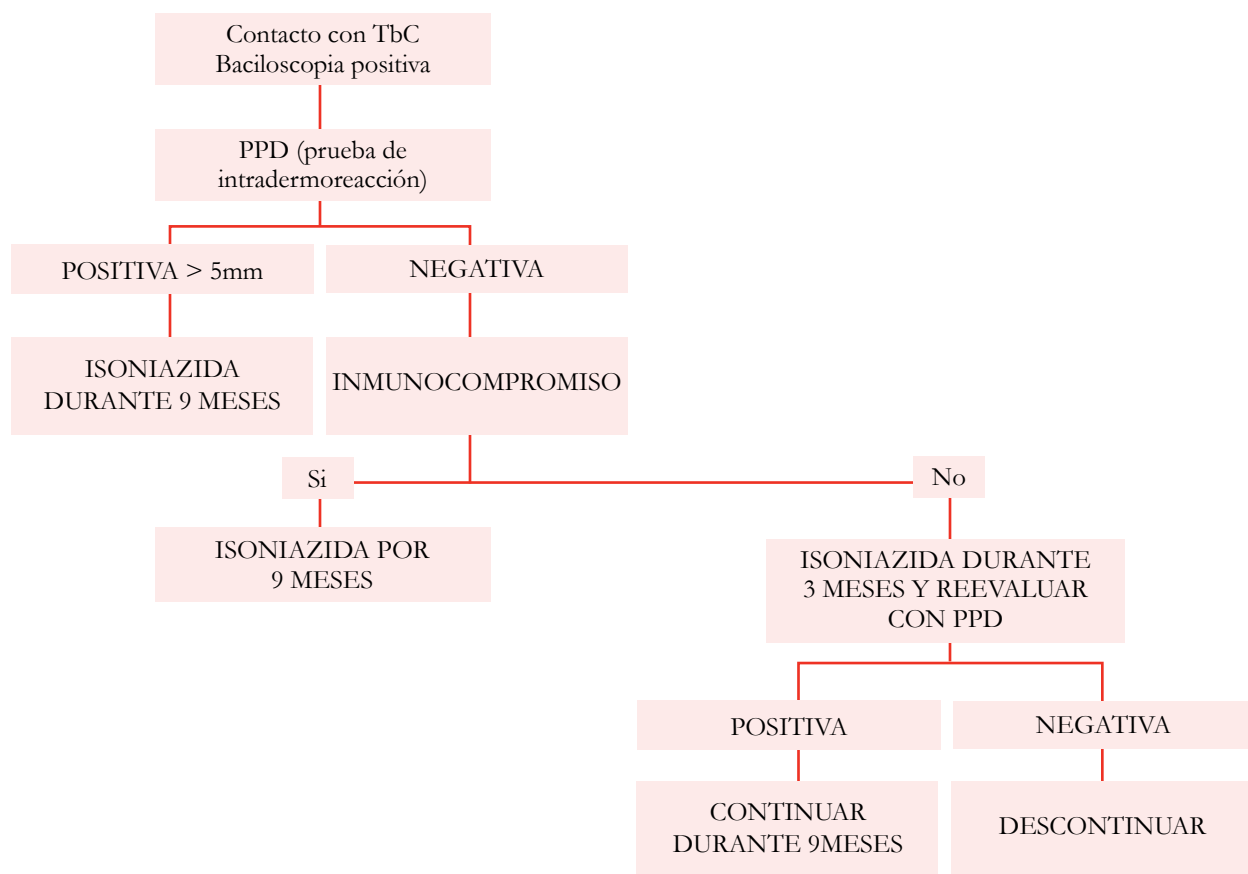 Contacto con TbC
Baciloscopia positiva
PPD (prueba de
intradermoreacción)
POSITIVA > 5mm
NEGATIVA
ISONIAZIDA
DURANTE 9 MESES
INMUNOCOMPROMISO
Si
No
ISONIAZIDA POR
9 MESES
ISONIAZIDA DURANTE
3 MESES Y REEVALUAR
CON PPD
POSITIVA
NEGATIVA
CONTINUAR
DURANTE 9MESES
DESCONTINUAR